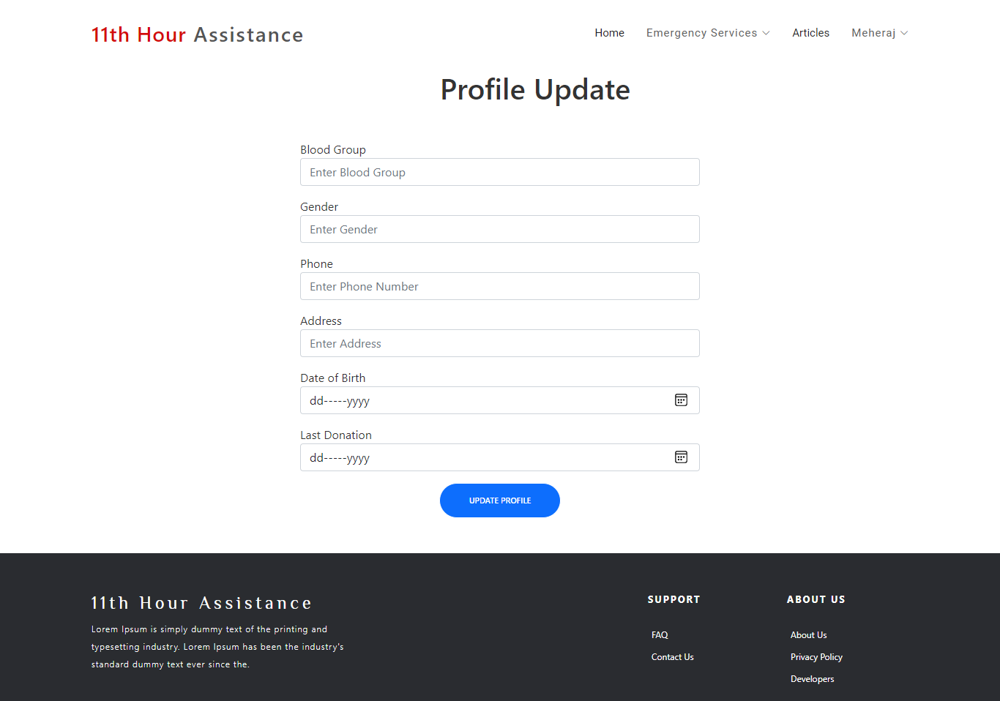 11th Hour Assistance
Home Emergency Services Articles Meheraj
Profile Update
Blood Group
Enter Blood Group
Gender
Enter Gender
Phone
Enter Phone Number
Address
Enter Address
Date of Birth
dd-----yyyy
Last Donation
dd-----yyyy
UPDATE PROFILE
11th Hour Assistance
Lorem Ipsum is simply dummy text of the printing and
typesetting industry. Lorem Ipsum has been the industry's
standard dummy text ever since the.
SUPPORT
FAQ
Contact Us
ABOUT US
About Us
Privacy Policy
Developers